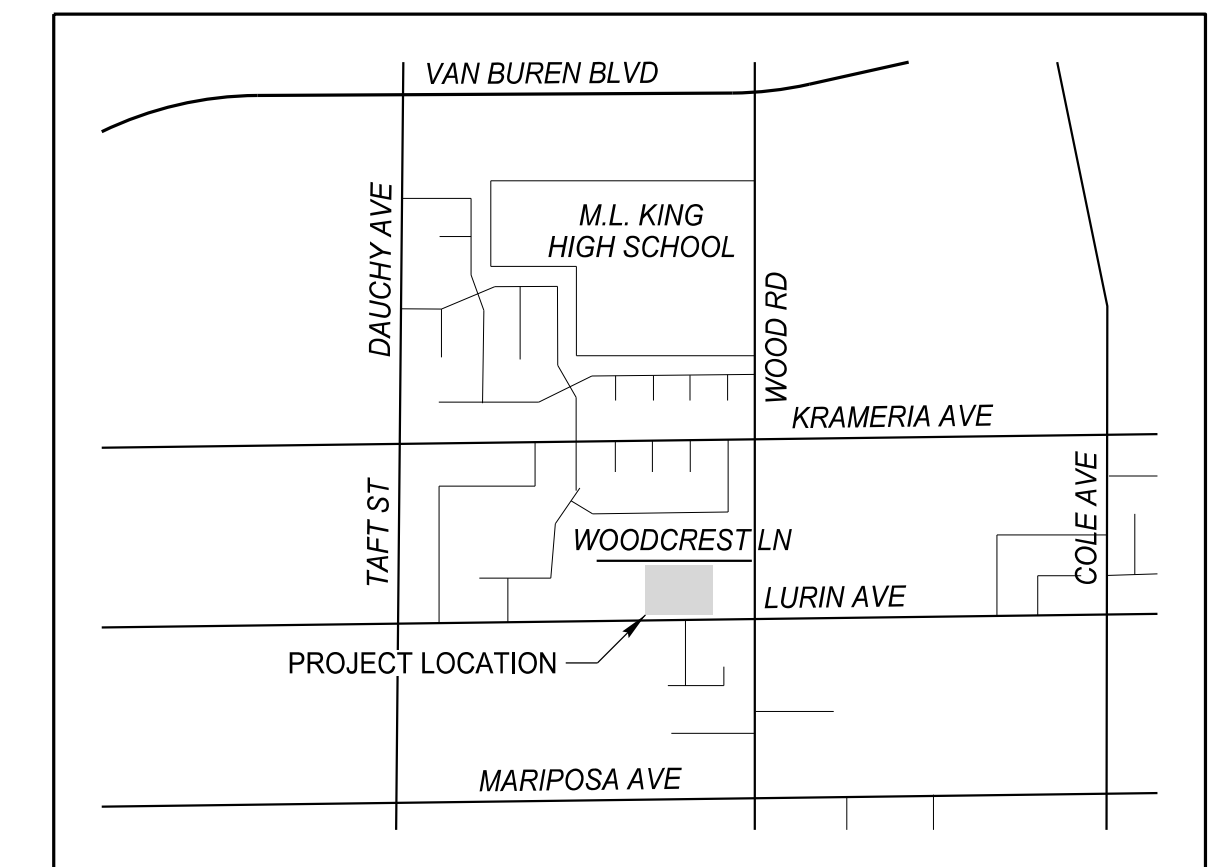 VAN BUREN BLVD
DAUCHY AVE
M.L. KING
HIGH SCHOOL
WOOD RD
KRAMERIA AVE
TAFT ST
COLE AVE
WOODCREST LN
LURIN AVE
PROJECT LOCATION
MARIPOSA AVE